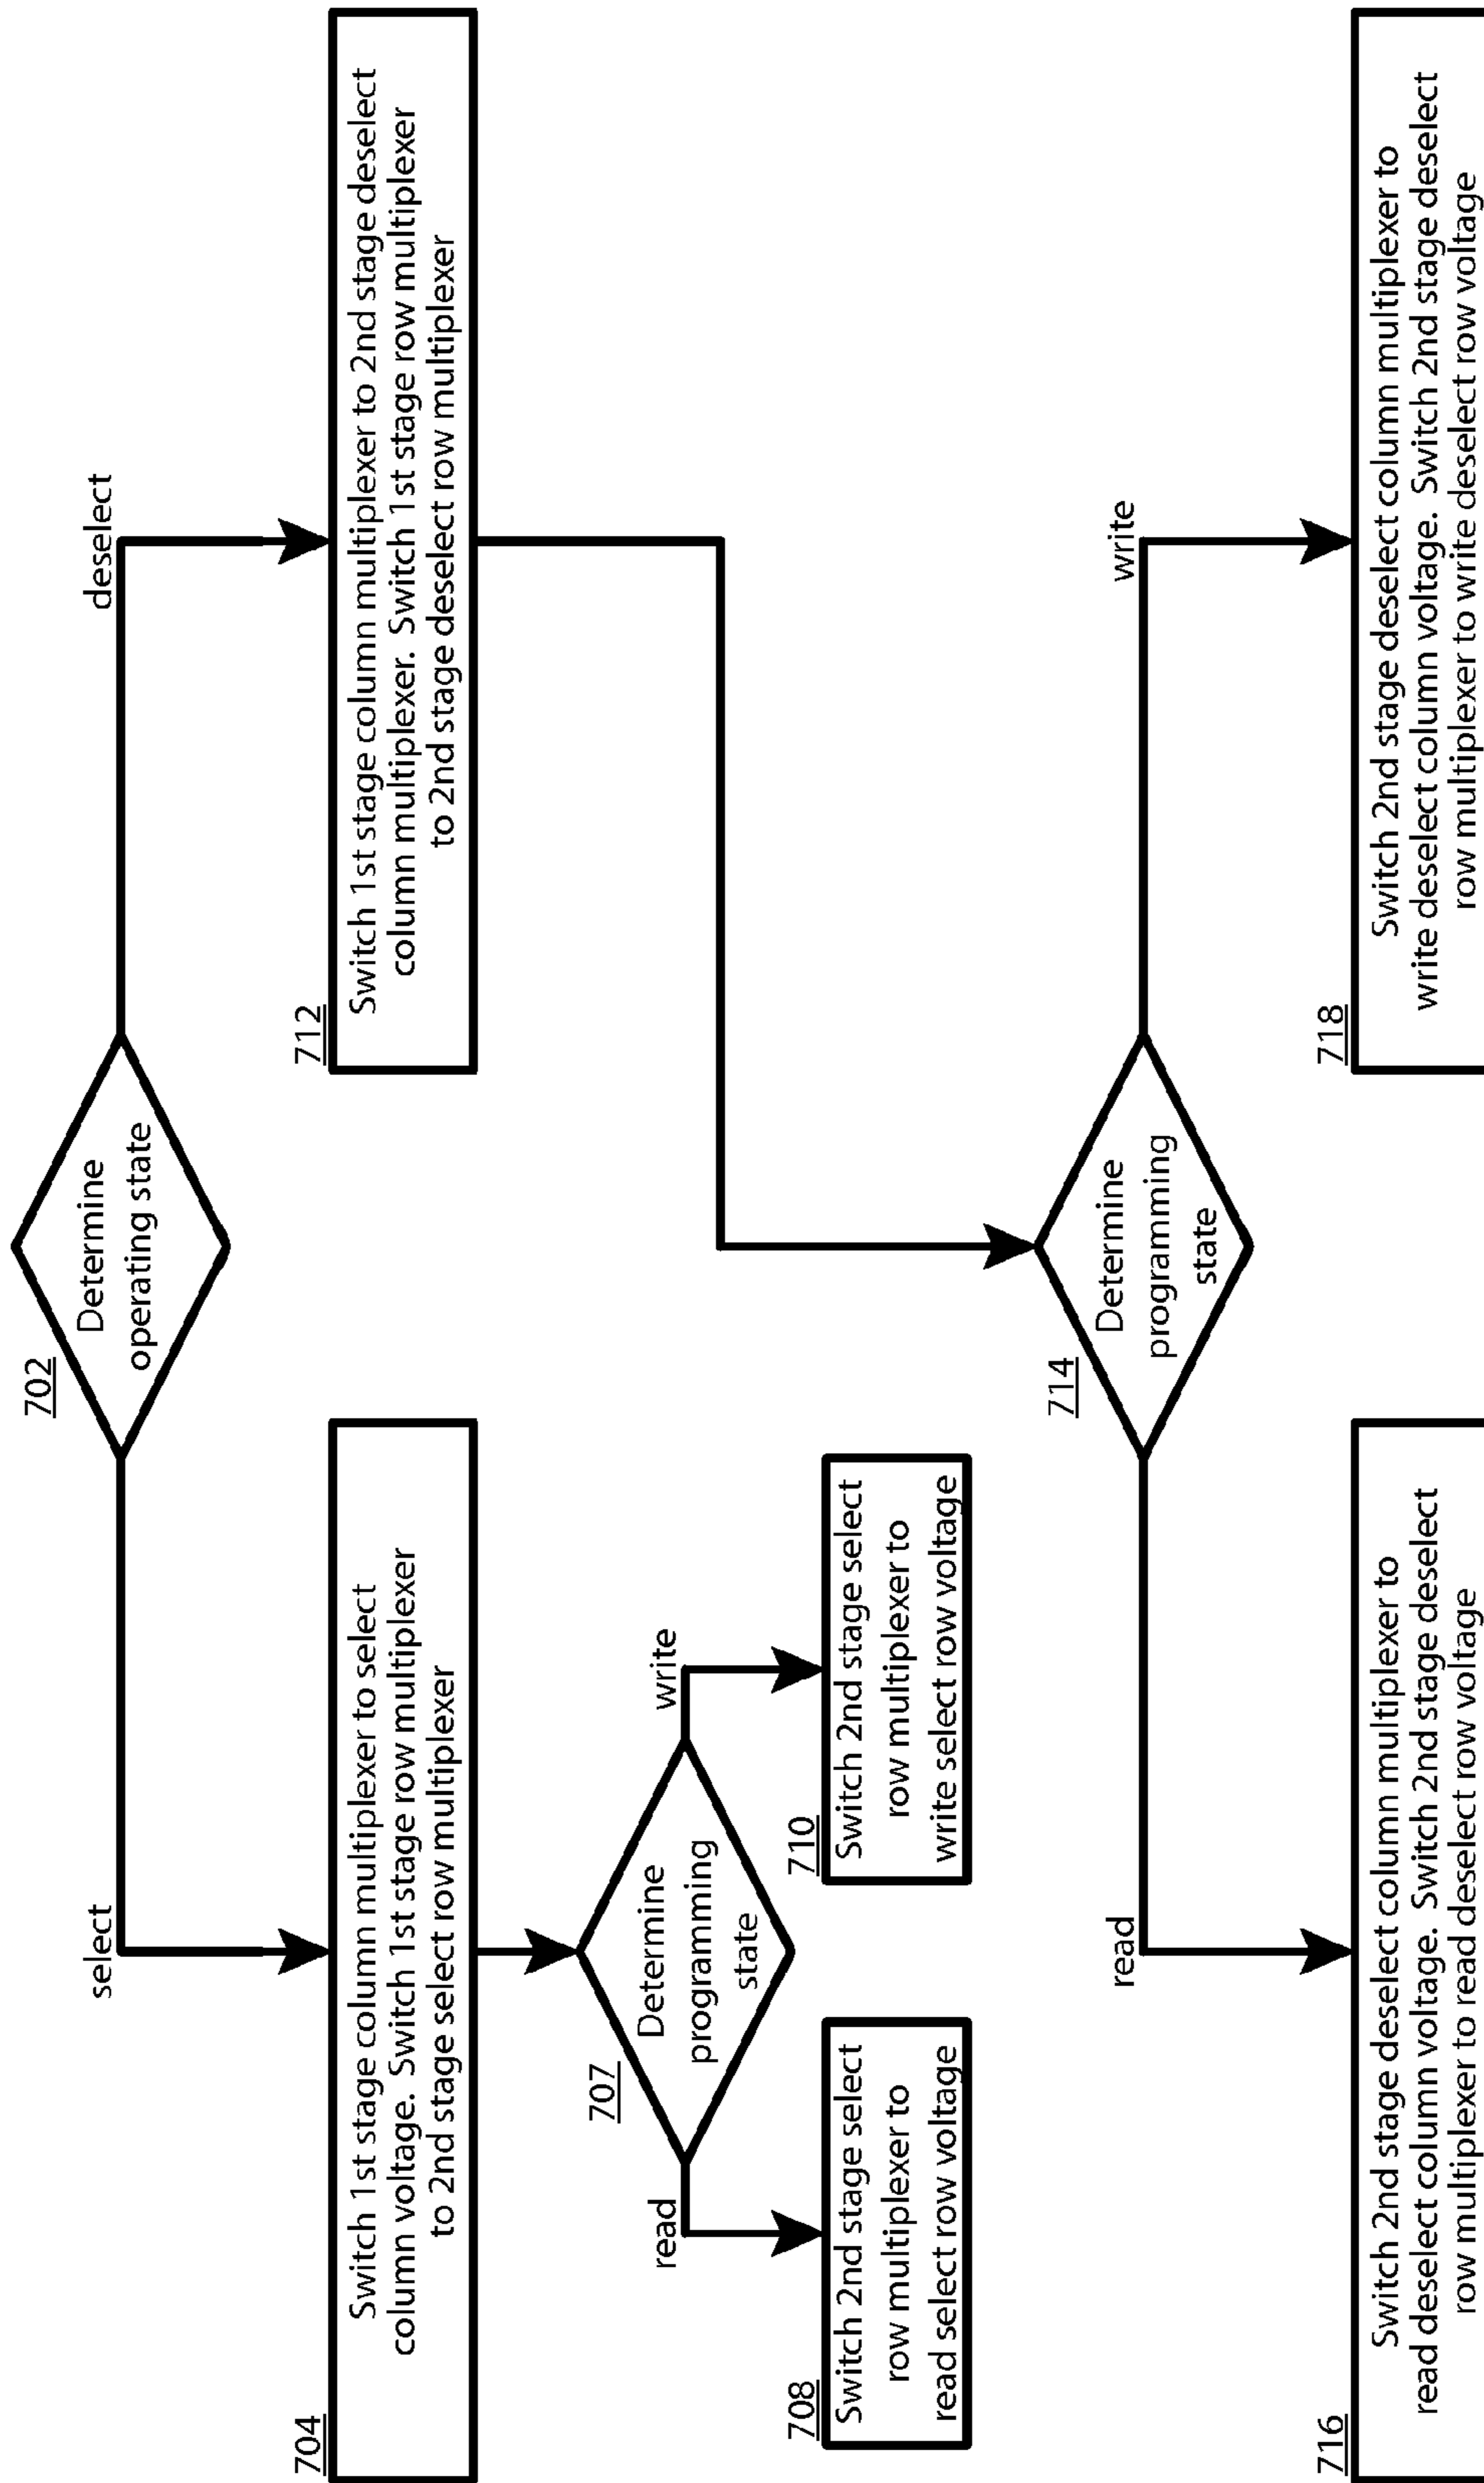 702
Determine
operating state
select
deselect
704
Switch 1st stage column multiplexer to select
column voltage. Switch 1st stage row multiplexer
to 2nd stage select row multiplexer
712
Switch 1st stage column multiplexer to 2nd stage deselect
column multiplexer. Switch 1st stage row multiplexer
to 2nd stage deselect row multiplexer
707
Determine
programming
state
read
write
708
Switch 2nd stage select
row multiplexer to
read select row voltage
710
Switch 2nd stage select
row multiplexer to
write select row voltage
714
Determine
programming
state
read
write
716
Switch 2nd stage deselect column multiplexer to
read deselect column voltage. Switch 2nd stage deselect
row multiplexer to read deselect row voltage
718
Switch 2nd stage deselect column multiplexer to
write deselect column voltage. Switch 2nd stage deselect
row multiplexer to write deselect row voltage